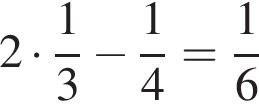 2 · 1/3 − 1/4 = 1/6